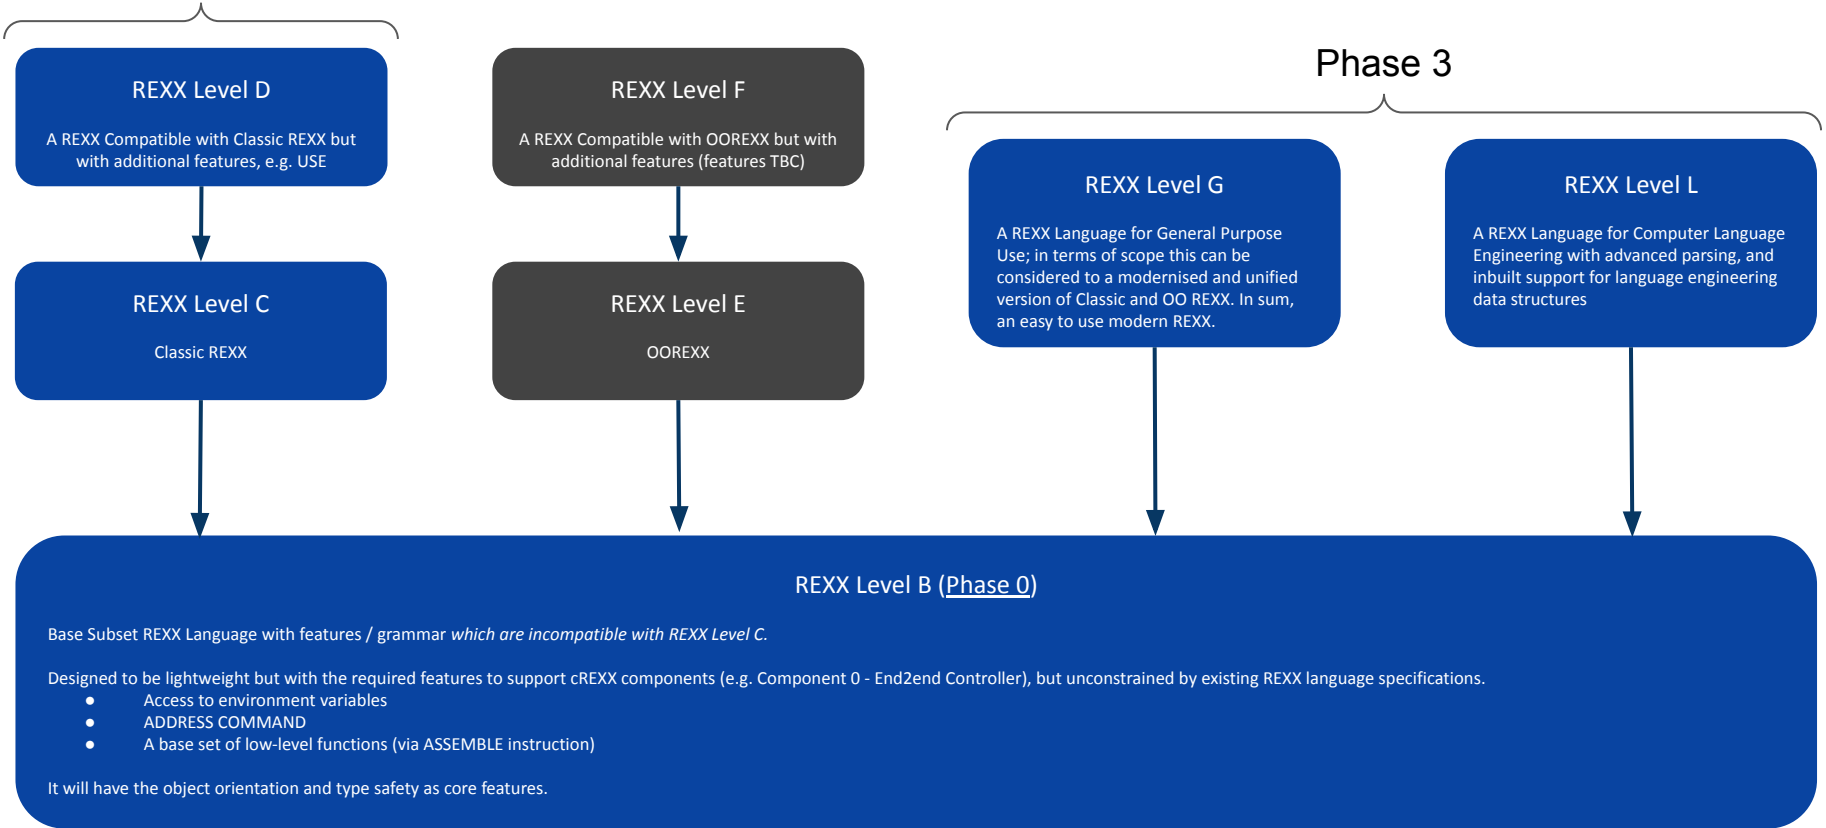 REXX Level D
A REXX Compatible with Classic REXX but
with additional features, e.g. USE
REXX Level F
A REXX Compatible with OOREXX but with
additional features (features TBC)
Phase 3
REXX Level G
A REXX Language for General Purpose
Use; in terms of scope this can be
considered to a modernised and unified
version of Classic and OO REXX. In sum,
an easy to use modern REXX.
REXX Level L
A REXX Language for Computer Language
Engineering with advanced parsing, and
inbuilt support for language engineering
data structures
REXX Level C
Classic REXX
REXX Level E
OOREXX
REXX Level B (Phase 0)
Base Subset REXX Language with features / grammar which are incompatible with REXX Level C.
Designed to be lightweight but with the required features to support cREXX components (e.g. Component 0 - End2end Controller), but unconstrained by existing REXX language specifications.
● Access to environment variables
● ADDRESS COMMAND
● A base set of low-level functions (via ASSEMBLE instruction)
It will have the object orientation and type safety as core features.